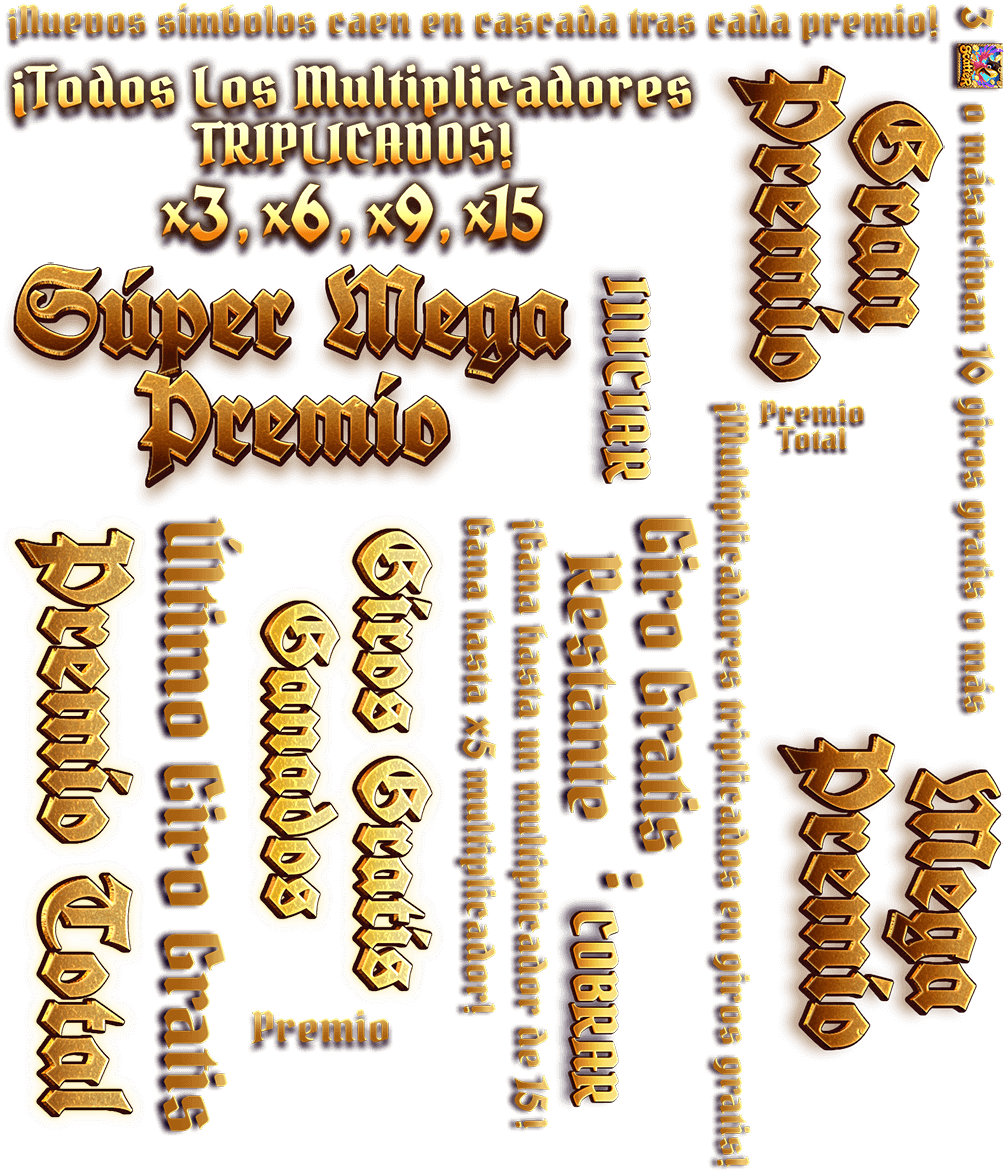 ¡Nuevos símbolos caen en cascada tras cada premio!
¡Todos Los Multiplicadores
TRIPLICADOS!
x3, x6, x9, x15
Súper Mega
Premio
INICIAR
Gran
Premio
3 Scatter o más activan 10 giros gratis o más
Premio
Total
Premio Total
Último Giro Gratis
Giros Gratis
Ganados
Premio
Gana hasta x5 multiplicador!
¡Gana hasta un multiplicador de 15!
Giro Gratis
Restante
:
COBRAR
¡Multiplicadores triplicados en giros gratis!
Mega
Premio